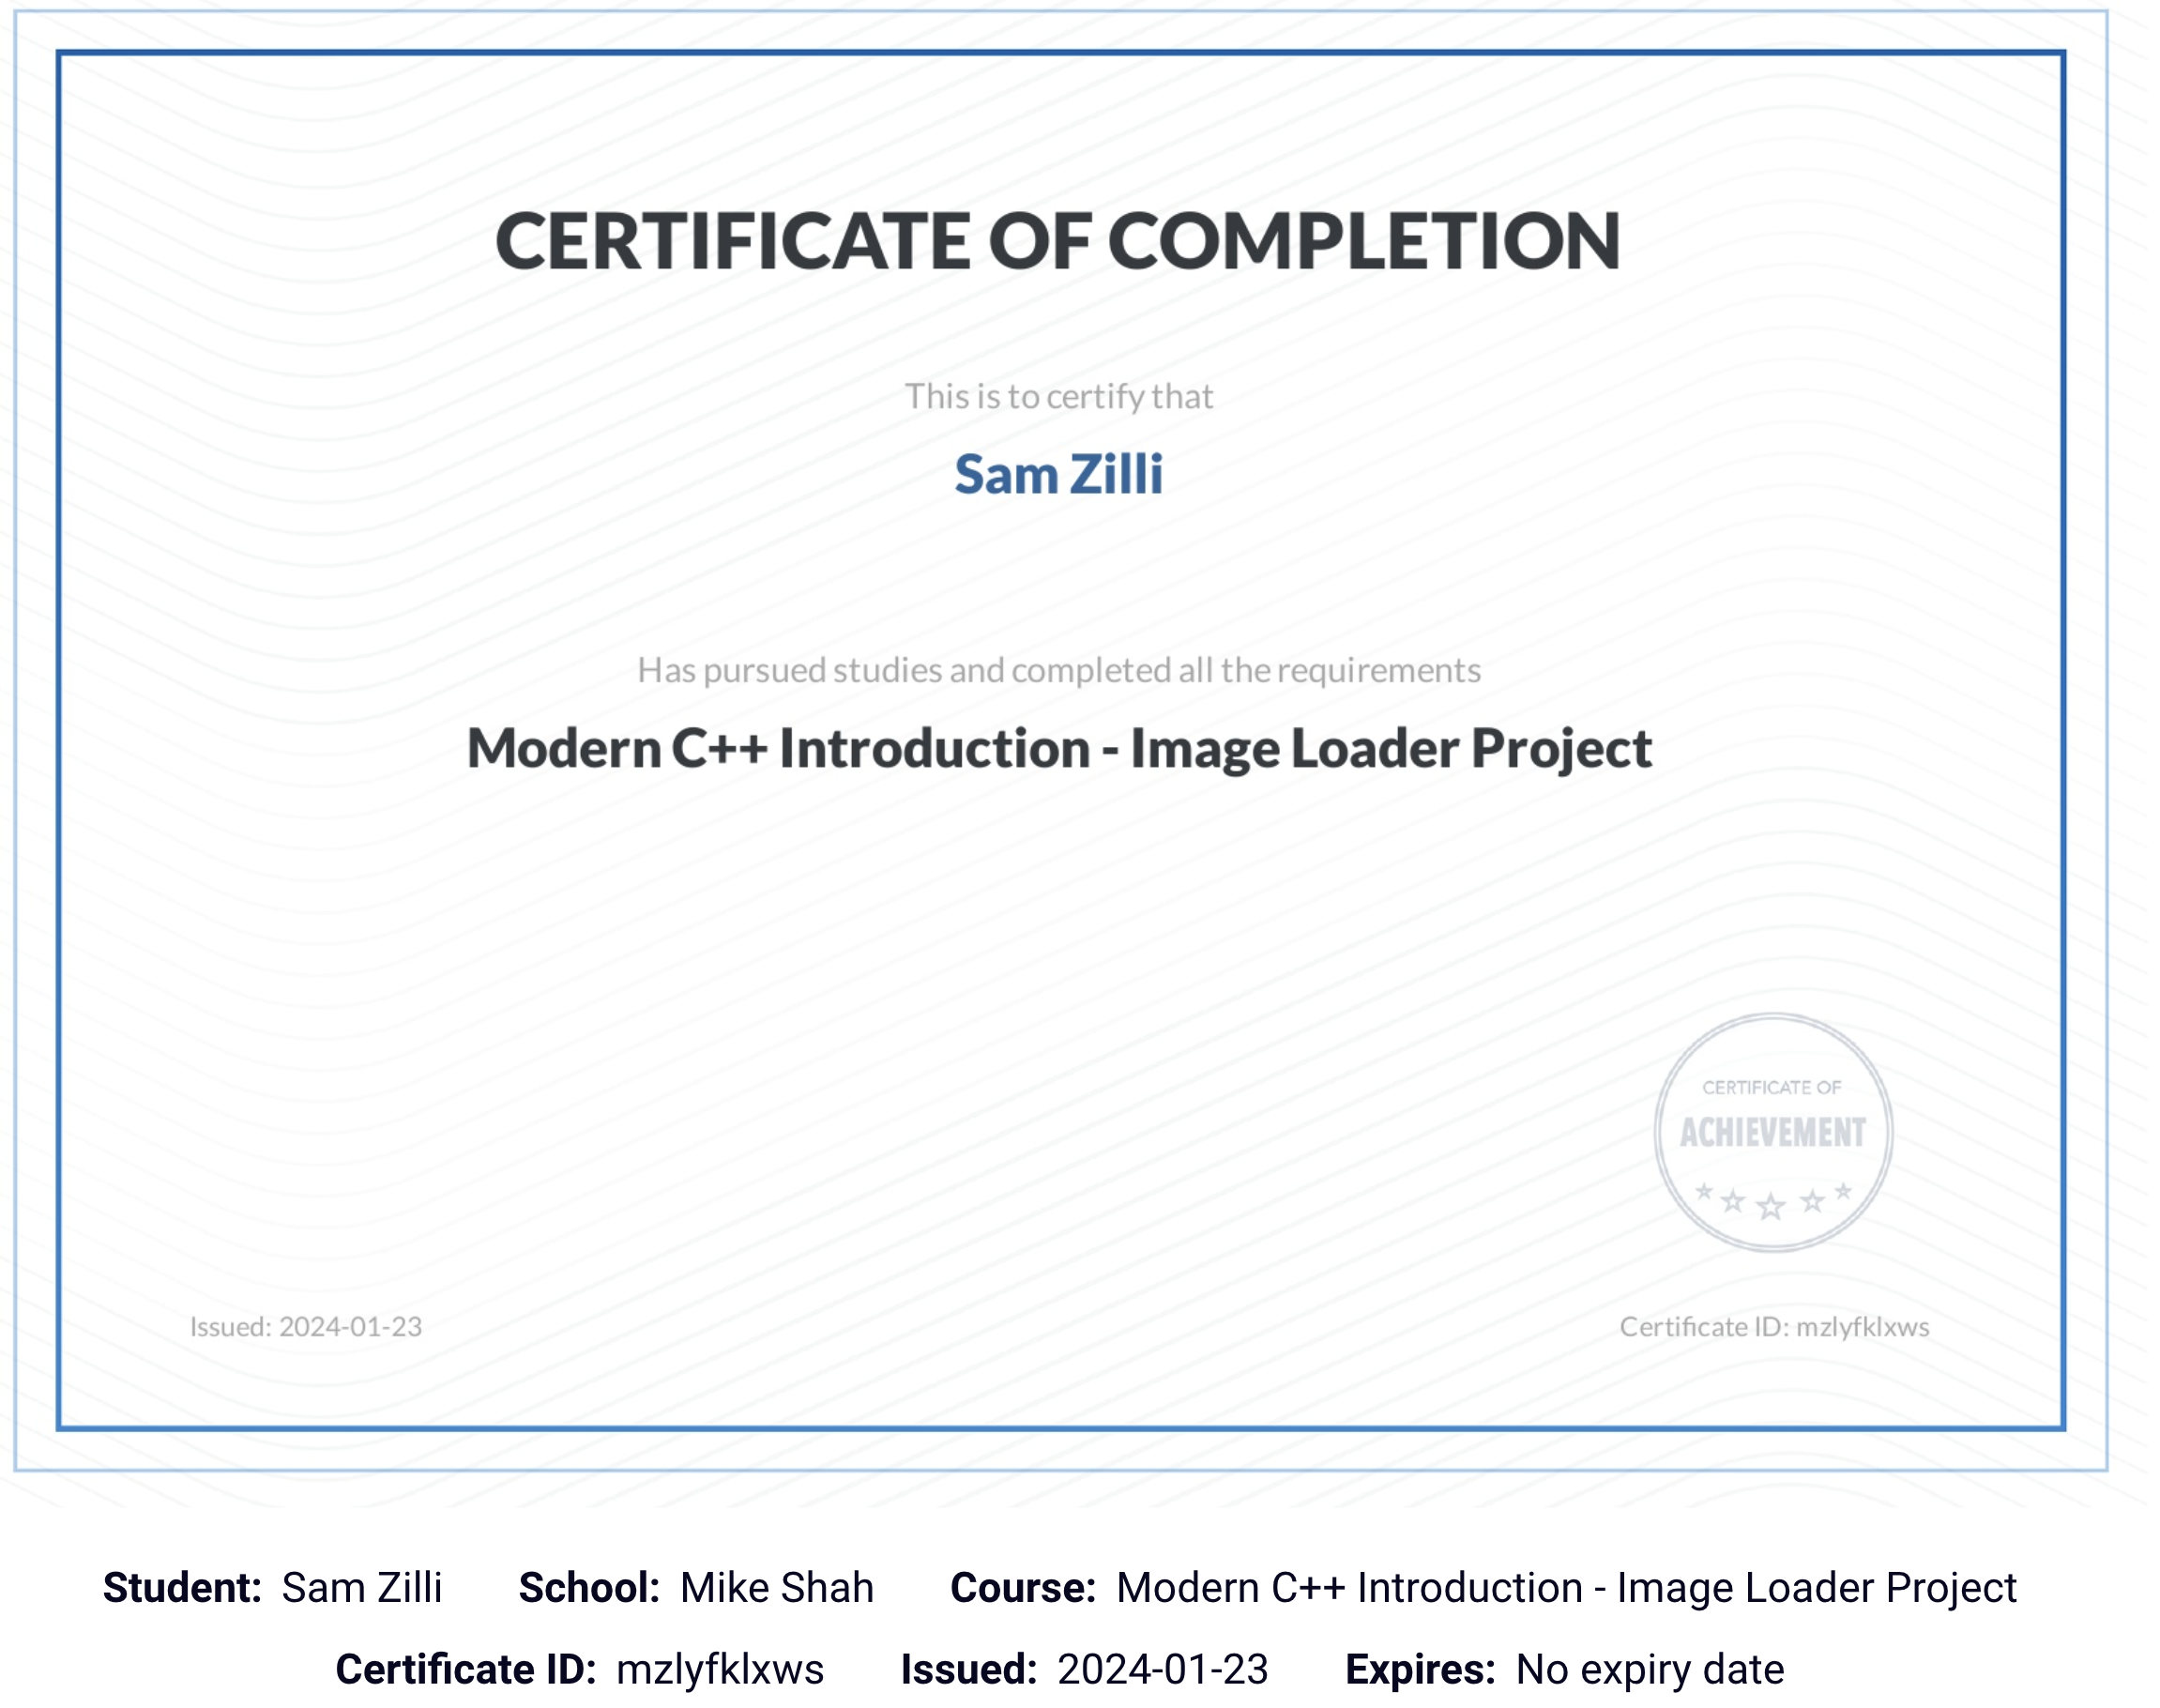 CERTIFICATE OF COMPLETION
This is to certify that
Sam Zilli
Has pursued studies and completed all the requirements
Modern C++ Introduction - Image Loader Project
CERTIFICATE OF
ACHIEVEMENT
Issued: 2024-01-23
Certificate ID: mzlyfklxws
Student: Sam Zilli School: Mike Shah Course: Modern C++ Introduction - Image Loader Project
Certificate ID: mzlyfklxws Issued: 2024-01-23 Expires: No expiry date